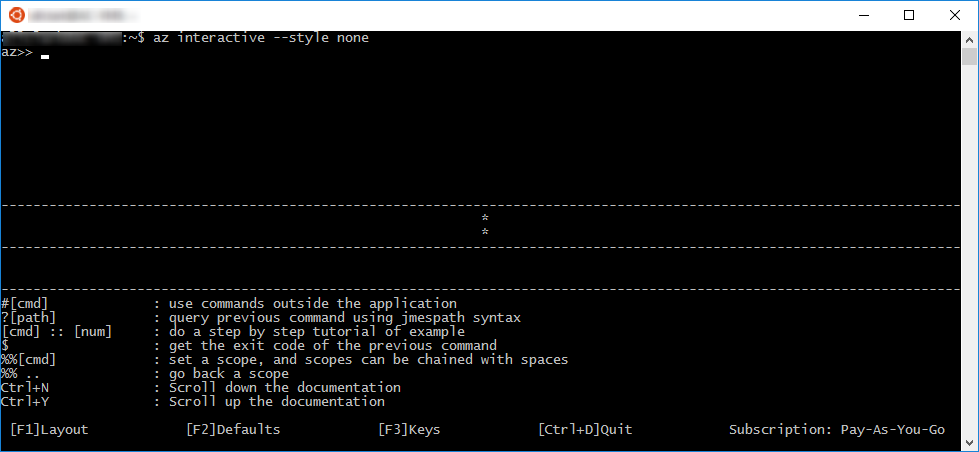 :~$ az interactive --style none
az>>
*
*
#[cmd] : use commands outside the application
?[path] : query previous command using jmespath syntax
[cmd] :: [num] : do a step by step tutorial of example
$ : get the exit code of the previous command
%%[cmd] : set a scope, and scopes can be chained with spaces
%% .. : go back a scope
Ctrl+N : Scroll down the documentation
Ctrl+Y : Scroll up the documentation
[F1]Layout [F2]Defaults [F3]Keys [Ctrl+D]Quit Subscription: Pay-As-You-Go